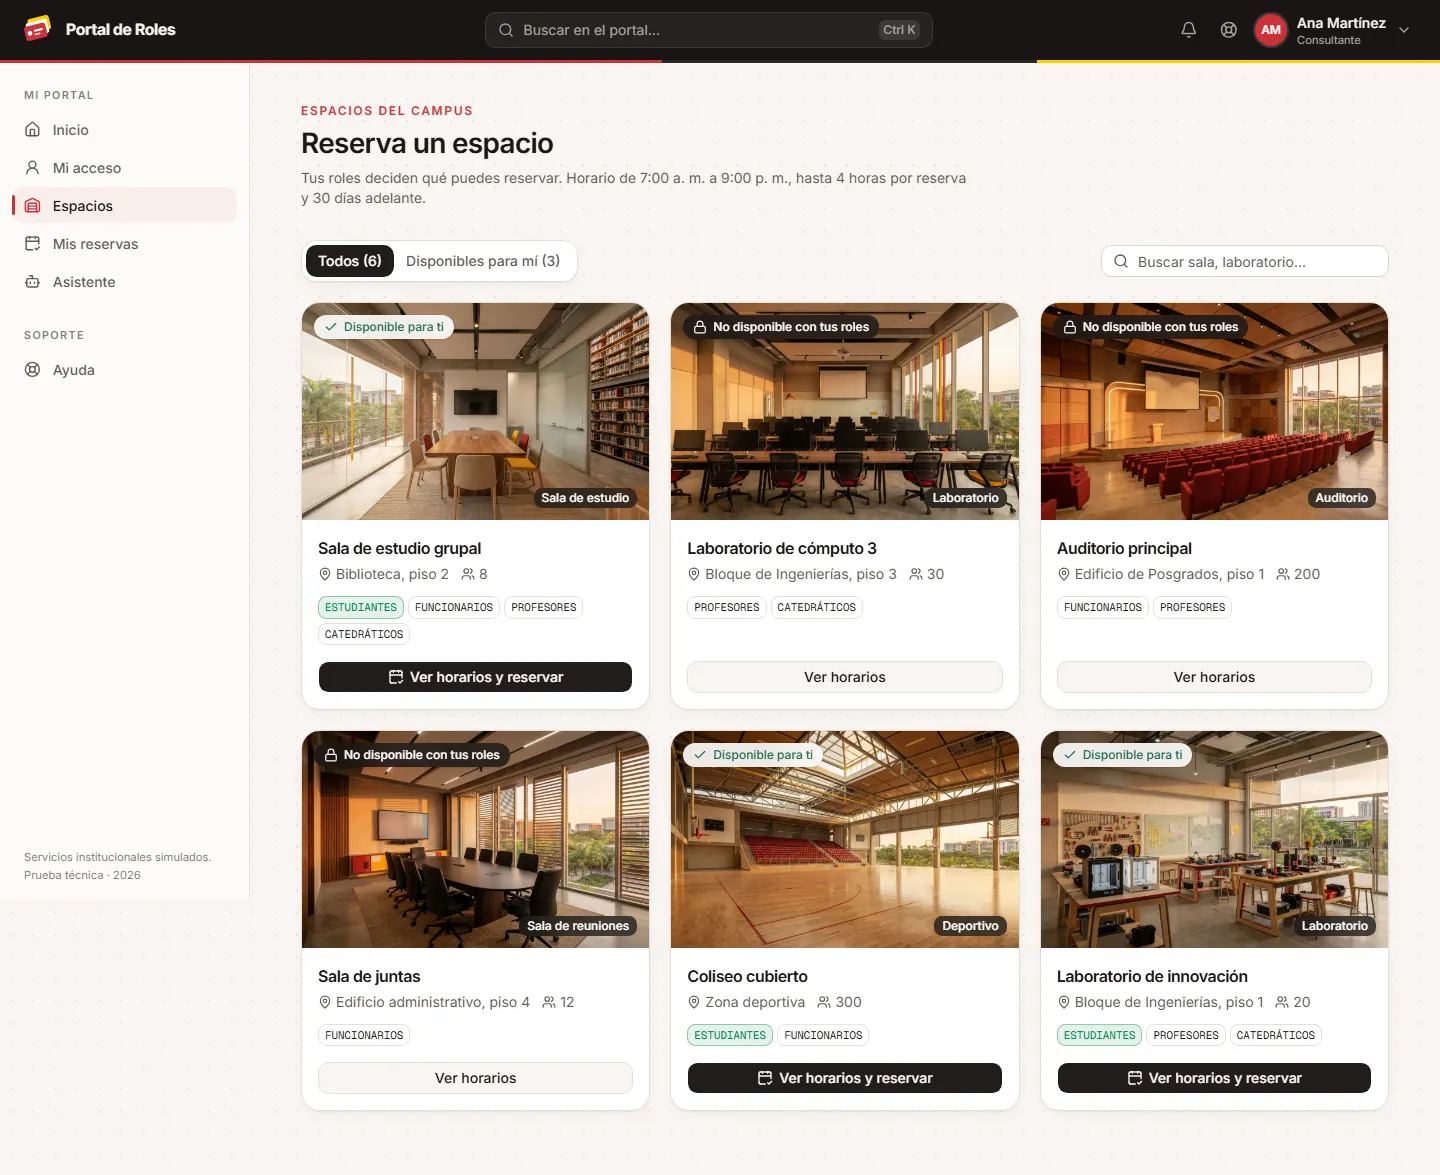 Portal de Roles
Buscar en el portal...
Ctrl K
AM
Ana Martínez
Consultante
MI PORTAL
Inicio
Mi acceso
Espacios
Mis reservas
Asistente
SOPORTE
Ayuda
Servicios institucionales simulados.
Prueba técnica · 2026
ESPACIOS DEL CAMPUS
Reserva un espacio
Tus roles deciden qué puedes reservar. Horario de 7:00 a. m. a 9:00 p. m., hasta 4 horas por reserva
y 30 días adelante.
Todos (6)
Disponibles para mí (3)
Buscar sala, laboratorio...
Disponible para ti
Sala de estudio
Sala de estudio grupal
Biblioteca, piso 2 8
ESTUDIANTES FUNCIONARIOS PROFESORES
CATEDRÁTICOS
Ver horarios y reservar
No disponible con tus roles
Laboratorio
Laboratorio de cómputo 3
Bloque de Ingenierías, piso 3 30
PROFESORES CATEDRÁTICOS
Ver horarios
No disponible con tus roles
Auditorio
Auditorio principal
Edificio de Posgrados, piso 1 200
FUNCIONARIOS PROFESORES
Ver horarios
No disponible con tus roles
Sala de reuniones
Sala de juntas
Edificio administrativo, piso 4 12
FUNCIONARIOS
Ver horarios
Disponible para ti
Deportivo
Coliseo cubierto
Zona deportiva 300
ESTUDIANTES FUNCIONARIOS
Ver horarios y reservar
Disponible para ti
Laboratorio
Laboratorio de innovación
Bloque de Ingenierías, piso 1 20
ESTUDIANTES PROFESORES CATEDRÁTICOS
Ver horarios y reservar